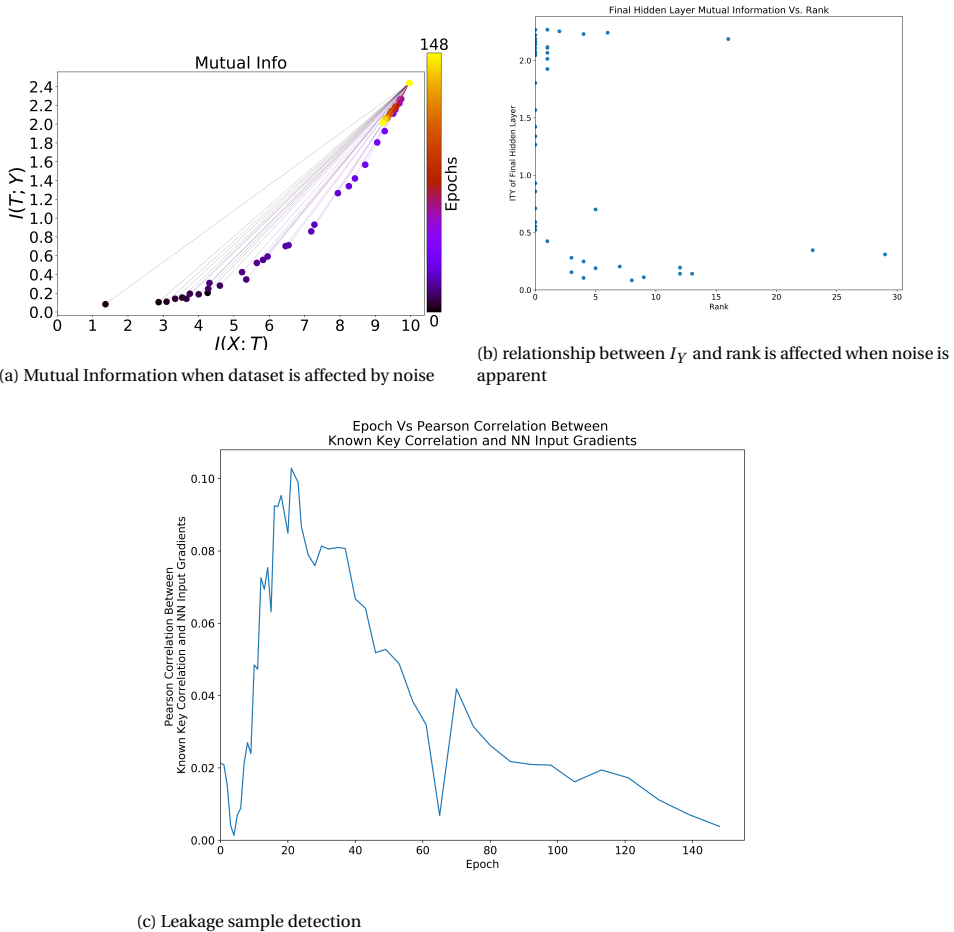 Mutual Info
148
2.4
2.2
2.0
1.8
1.6
1.4
1.2
1.0
0.8
0.6
0.4
0.2
0.0
I(T; Y)
0 1 2 3 4 5 6 7 8 9 10
I(X; T)
Epochs
0
(a) Mutual Information when dataset is affected by noise
Final Hidden Layer Mutual Information Vs. Rank
2.0
1.5
1.0
0.5
0.0
ITY of Final Hidden Layer
0 5 10 15 20 25 30
Rank
(b) relationship between I_Y and rank is affected when noise is
apparent
Epoch Vs Pearson Correlation Between
Known Key Correlation and NN Input Gradients
0.10
0.08
0.06
0.04
0.02
0.00
Pearson Correlation Between
Known Key Correlation and NN Input Gradients
0 20 40 60 80 100 120 140
Epoch
(c) Leakage sample detection